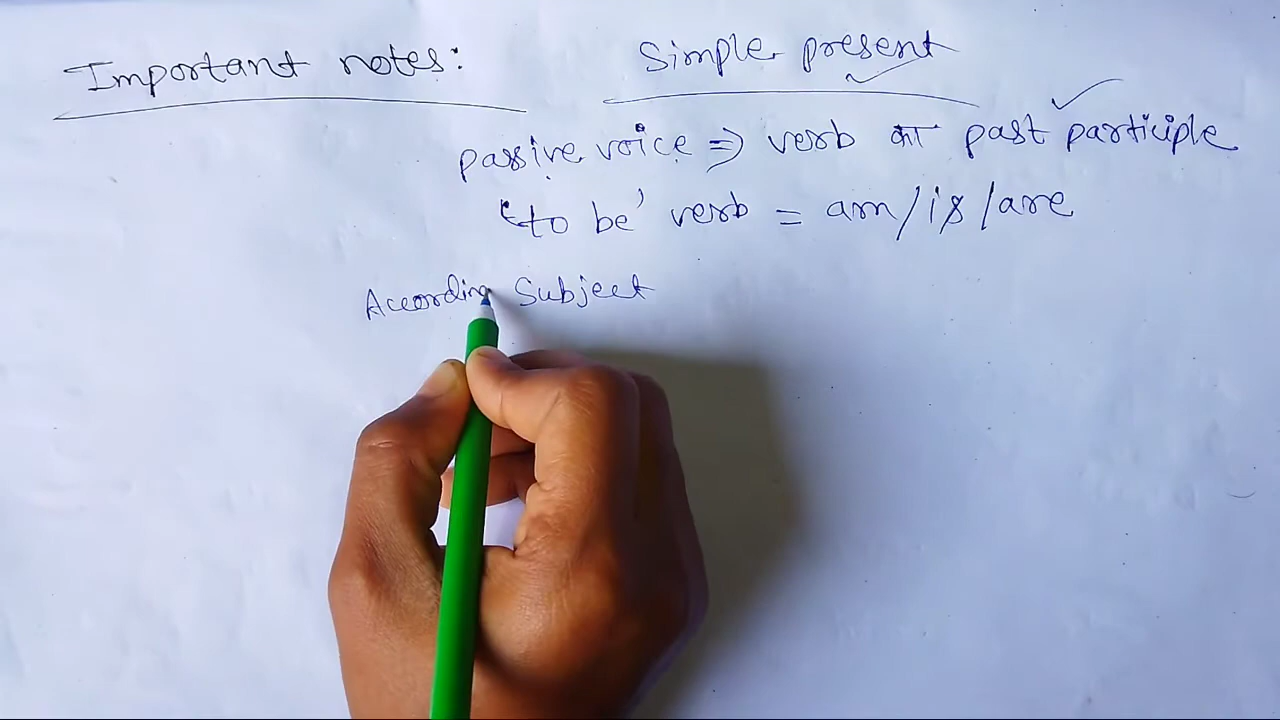 Important notes:
Simple present
passive voice => verb का past participle
'to be' verb = am/is/are
According Subject